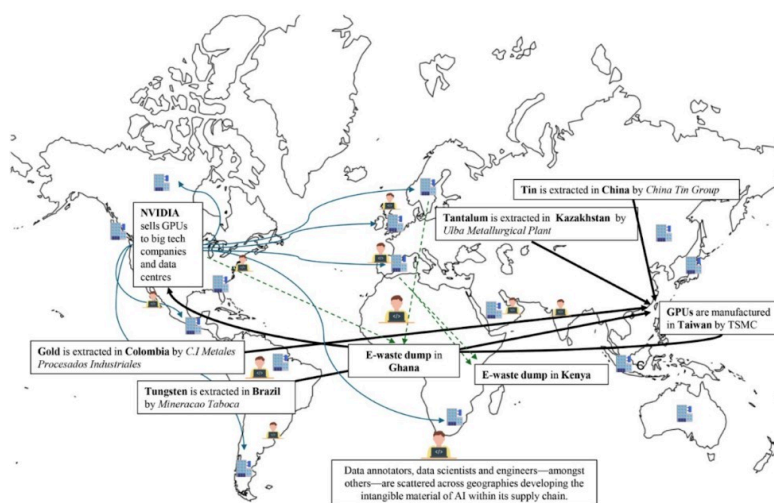 Tin is extracted in China by China Tin Group
NVIDIA
sells GPUs
to big tech
companies
and data
centres
Tantalum is extracted in Kazakhstan by
Ulba Metallurgical Plant
GPUs are manufactured
in Taiwan by TSMC
Gold is extracted in Colombia by C.I Metales
Procesados Industriales
E-waste dump in
Ghana
E-waste dump in Kenya
Tungsten is extracted in Brazil
by Mineracao Taboca
Data annotators, data scientists and engineers—amongst
others—are scattered across geographies developing the
intangible material of AI within its supply chain.